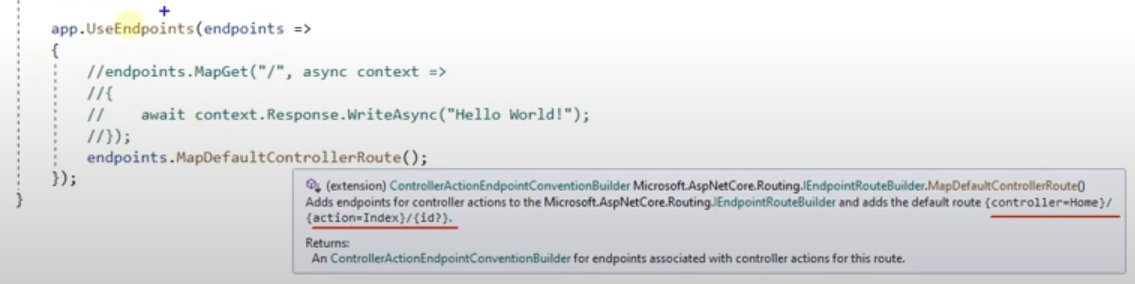 app.UseEndpoints(endpoints =>
{
//endpoints.MapGet("/", async context =>
//{
//    await context.Response.WriteAsync("Hello World!");
//});
endpoints.MapDefaultControllerRoute();
});
}
(extension) ControllerActionEndpointConventionBuilder Microsoft.AspNetCore.Routing.IEndpointRouteBuilder.MapDefaultControllerRoute()
Adds endpoints for controller actions to the Microsoft.AspNetCore.Routing.IEndpointRouteBuilder and adds the default route {controller=Home}/
{action=Index}/{id?}.
Returns:
An ControllerActionEndpointConventionBuilder for endpoints associated with controller actions for this route.